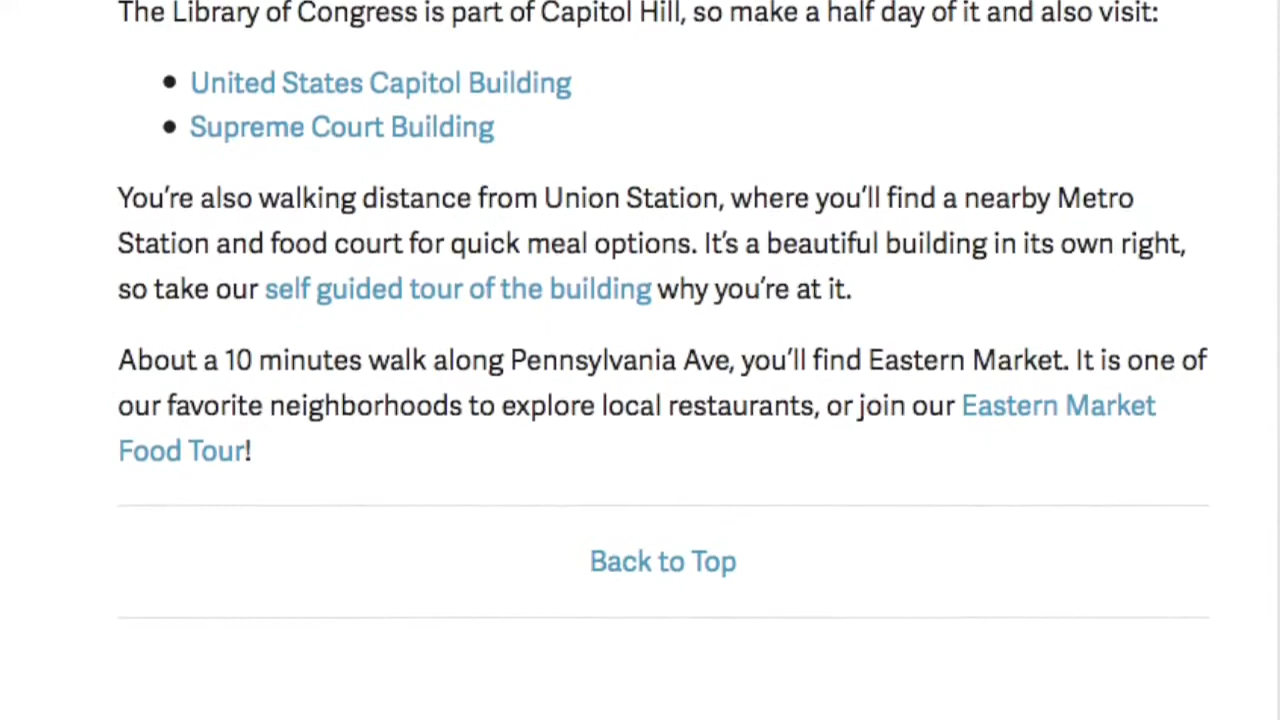 The Library of Congress is part of Capitol Hill, so make a half day of it and also visit:
• United States Capitol Building
• Supreme Court Building
You’re also walking distance from Union Station, where you’ll find a nearby Metro
Station and food court for quick meal options. It’s a beautiful building in its own right,
so take our self guided tour of the building why you’re at it.
About a 10 minutes walk along Pennsylvania Ave, you’ll find Eastern Market. It is one of
our favorite neighborhoods to explore local restaurants, or join our Eastern Market
Food Tour!
Back to Top